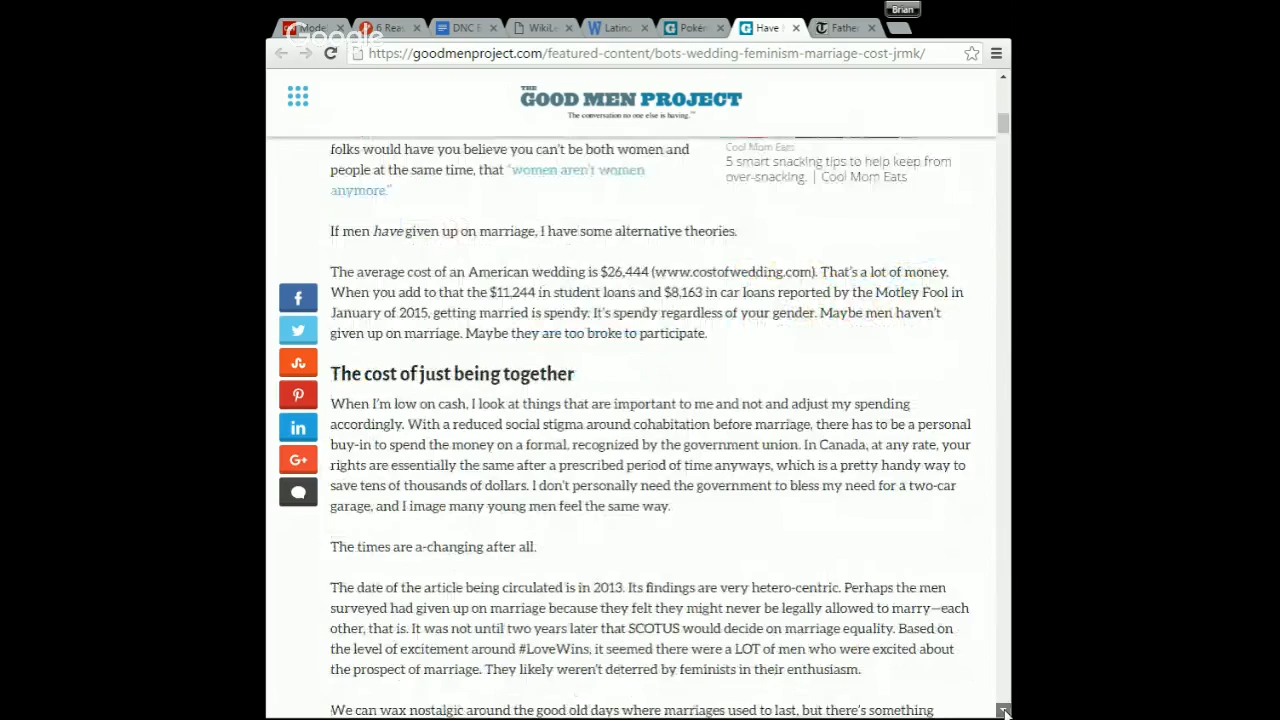 Brian
Model
6 Rea
DNC E
WikiLe
Latino
Pokér
Have
Father
Google
https://goodmenproject.com/featured-content/bots-wedding-feminism-marriage-cost-jrmk/
THE
GOOD MEN PROJECT
The conversation no one else is having.™
folks would have you believe you can't be both women and
people at the same time, that "women aren't women
anymore."
Cool Mom Eats
5 smart snacking tips to help keep from
over-snacking. | Cool Mom Eats
If men have given up on marriage, I have some alternative theories.
The average cost of an American wedding is $26,444 (www.costofwedding.com). That's a lot of money.
When you add to that the $11,244 in student loans and $8,163 in car loans reported by the Motley Fool in
January of 2015, getting married is spendy. It's spendy regardless of your gender. Maybe men haven't
given up on marriage. Maybe they are too broke to participate.
The cost of just being together
When I'm low on cash, I look at things that are important to me and not and adjust my spending
accordingly. With a reduced social stigma around cohabitation before marriage, there has to be a personal
buy-in to spend the money on a formal, recognized by the government union. In Canada, at any rate, your
rights are essentially the same after a prescribed period of time anyways, which is a pretty handy way to
save tens of thousands of dollars. I don't personally need the government to bless my need for a two-car
garage, and I image many young men feel the same way.
The times are a-changing after all.
The date of the article being circulated is in 2013. Its findings are very hetero-centric. Perhaps the men
surveyed had given up on marriage because they felt they might never be legally allowed to marry—each
other, that is. It was not until two years later that SCOTUS would decide on marriage equality. Based on
the level of excitement around #LoveWins, it seemed there were a LOT of men who were excited about
the prospect of marriage. They likely weren't deterred by feminists in their enthusiasm.
We can wax nostalgic around the good old days where marriages used to last, but there's something